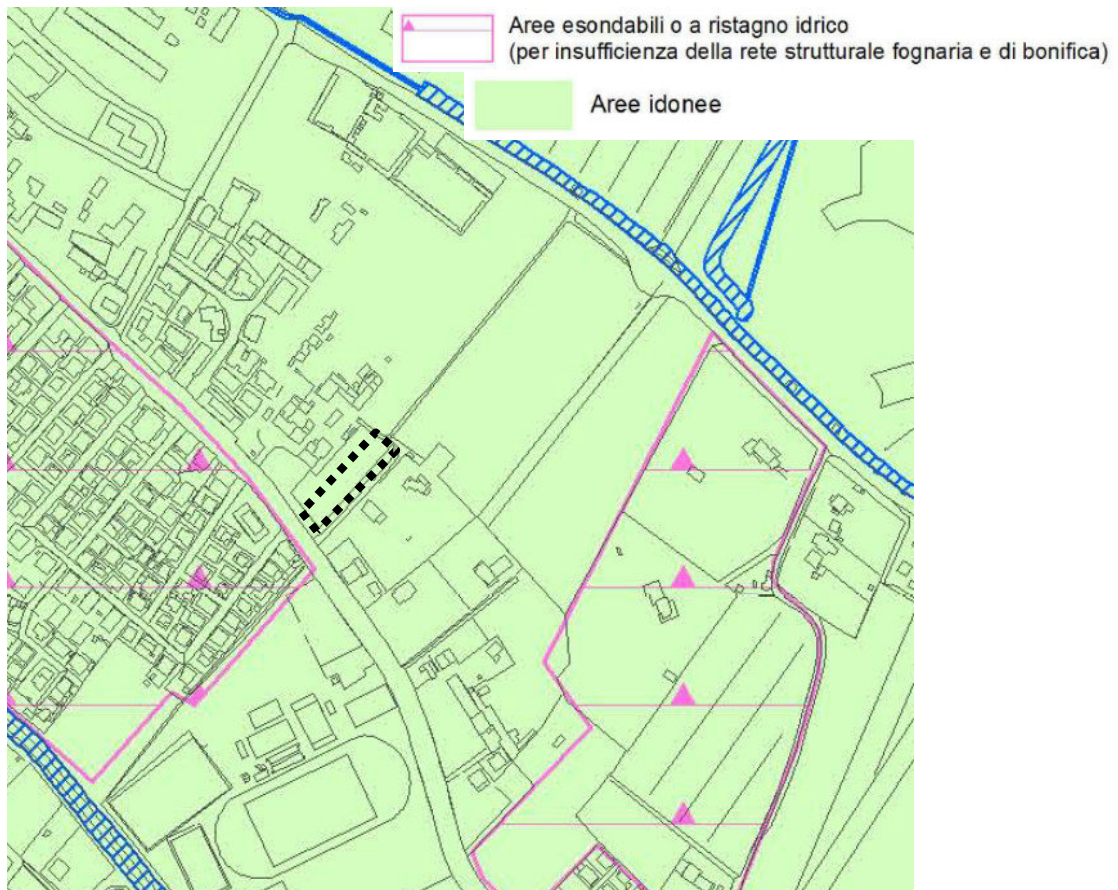 Aree esondabili o a ristagno idrico
(per insufficienza della rete strutturale fognaria e di bonifica)
Aree idonee